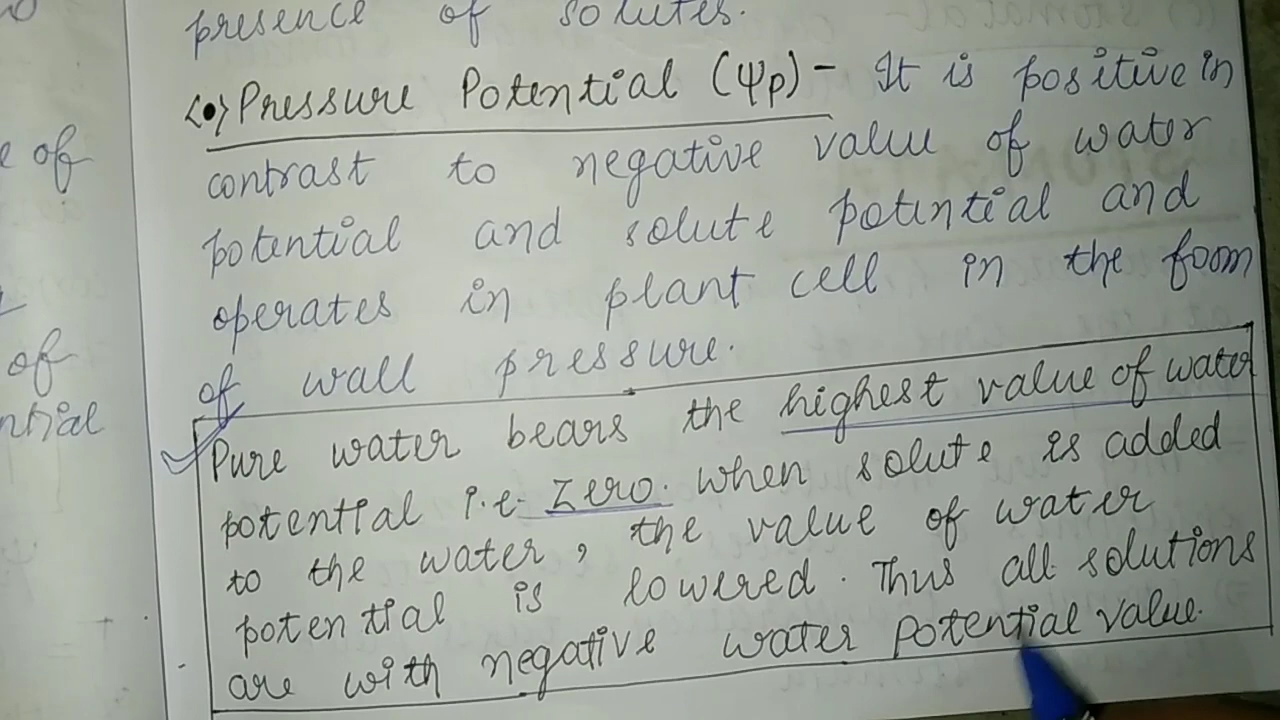 presence of solutes.
(•) Pressure Potential (Ψp) - It is positive in
contrast to negative value of water
potential and solute potential and
operates in plant cell in the form
of wall pressure.
Pure water bears the highest value of water
potential i.e. Zero. When solute is added
to the water, the value of water
potential is lowered. Thus all solutions
are with negative water potential value.
e of
of
ntial